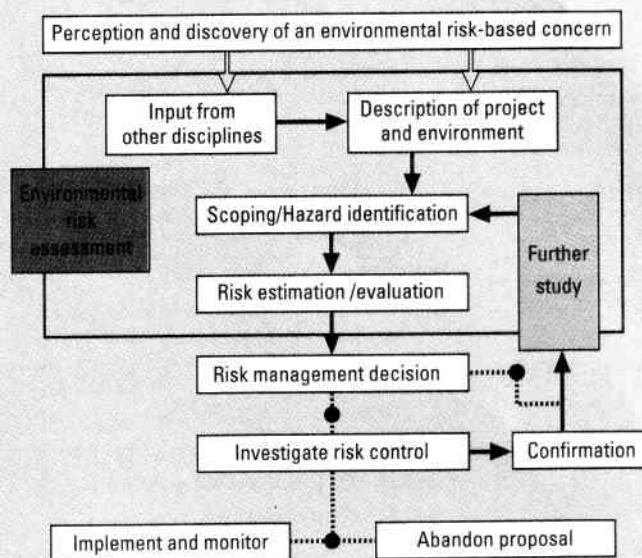 Perception and discovery of an environmental risk-based concern
Input from
other disciplines
Description of project
and environment
Environmental
risk
assessment
Scoping/Hazard identification
Further
study
Risk estimation/evaluation
Risk management decision
Investigate risk control
Confirmation
Implement and monitor
Abandon proposal